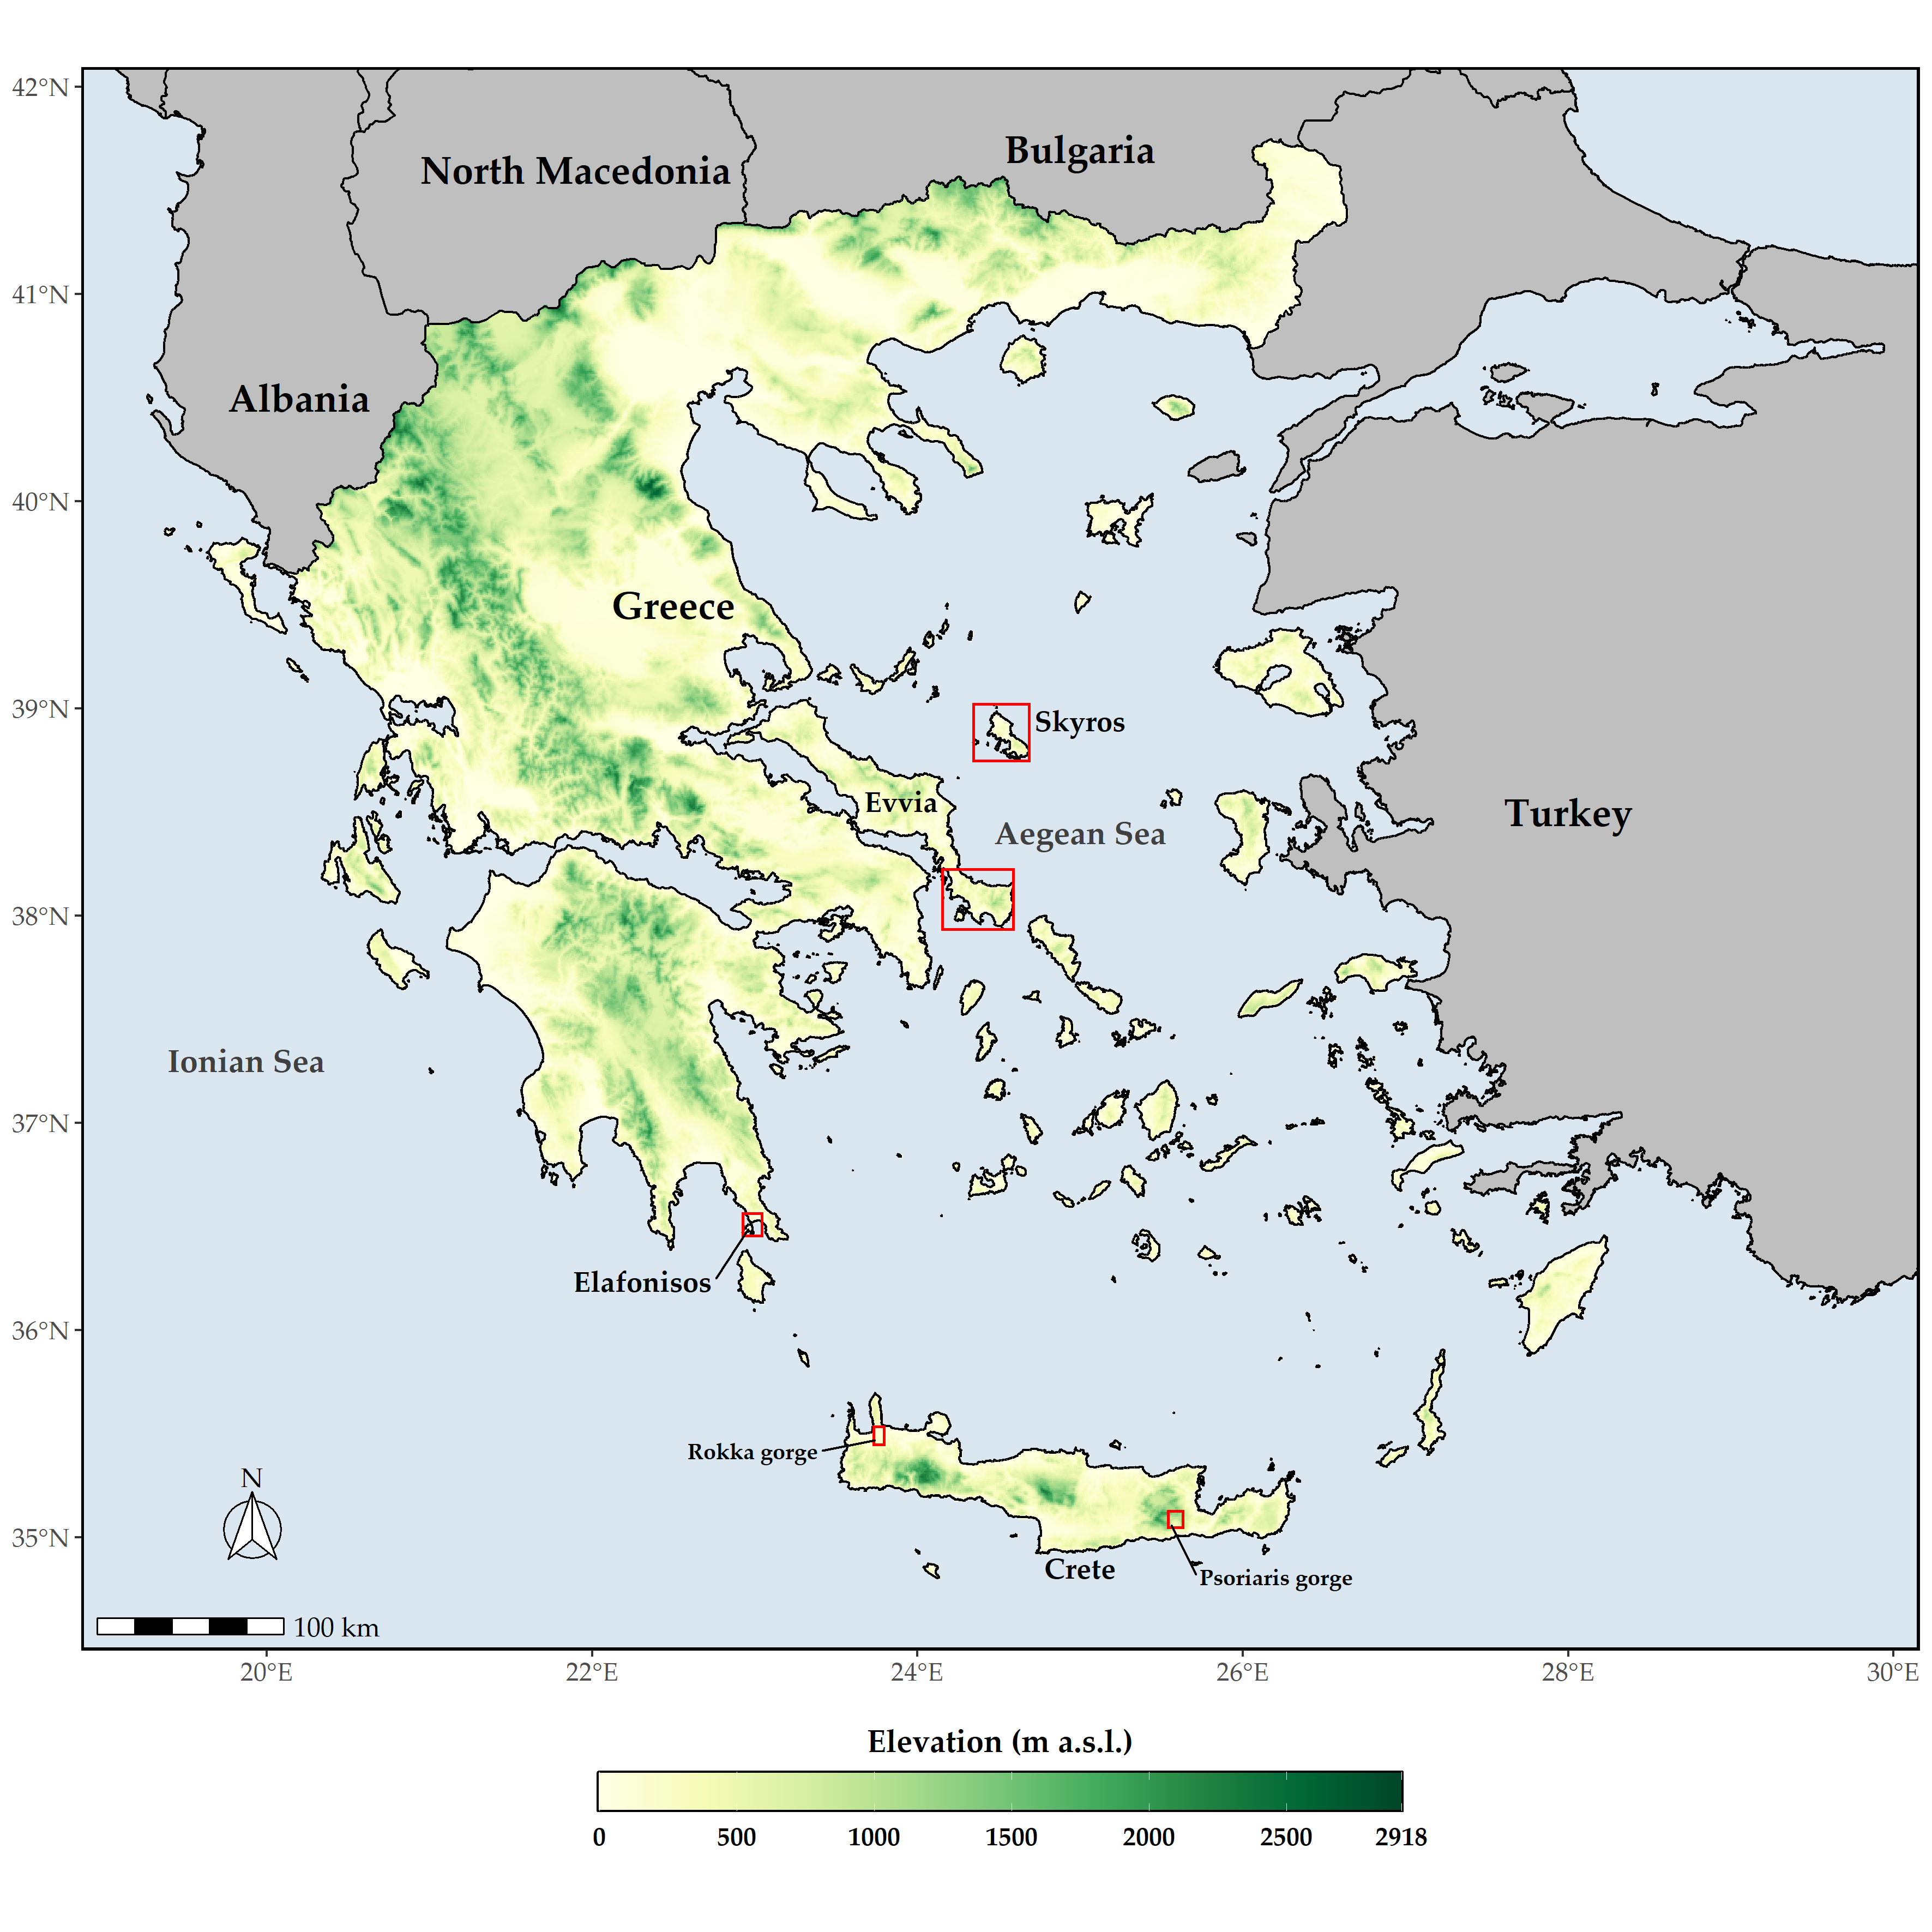 42°N
41°N
40°N
39°N
38°N
37°N
36°N
35°N
Bulgaria
North Macedonia
Albania
Greece
Skyros
Evvia
Aegean Sea
Turkey
Ionian Sea
Elafonisos
Rokka gorge
N
Crete
Psoriaris gorge
100 km
20°E 22°E 24°E 26°E 28°E 30°E
Elevation (m a.s.l.)
0 500 1000 1500 2000 2500 2918